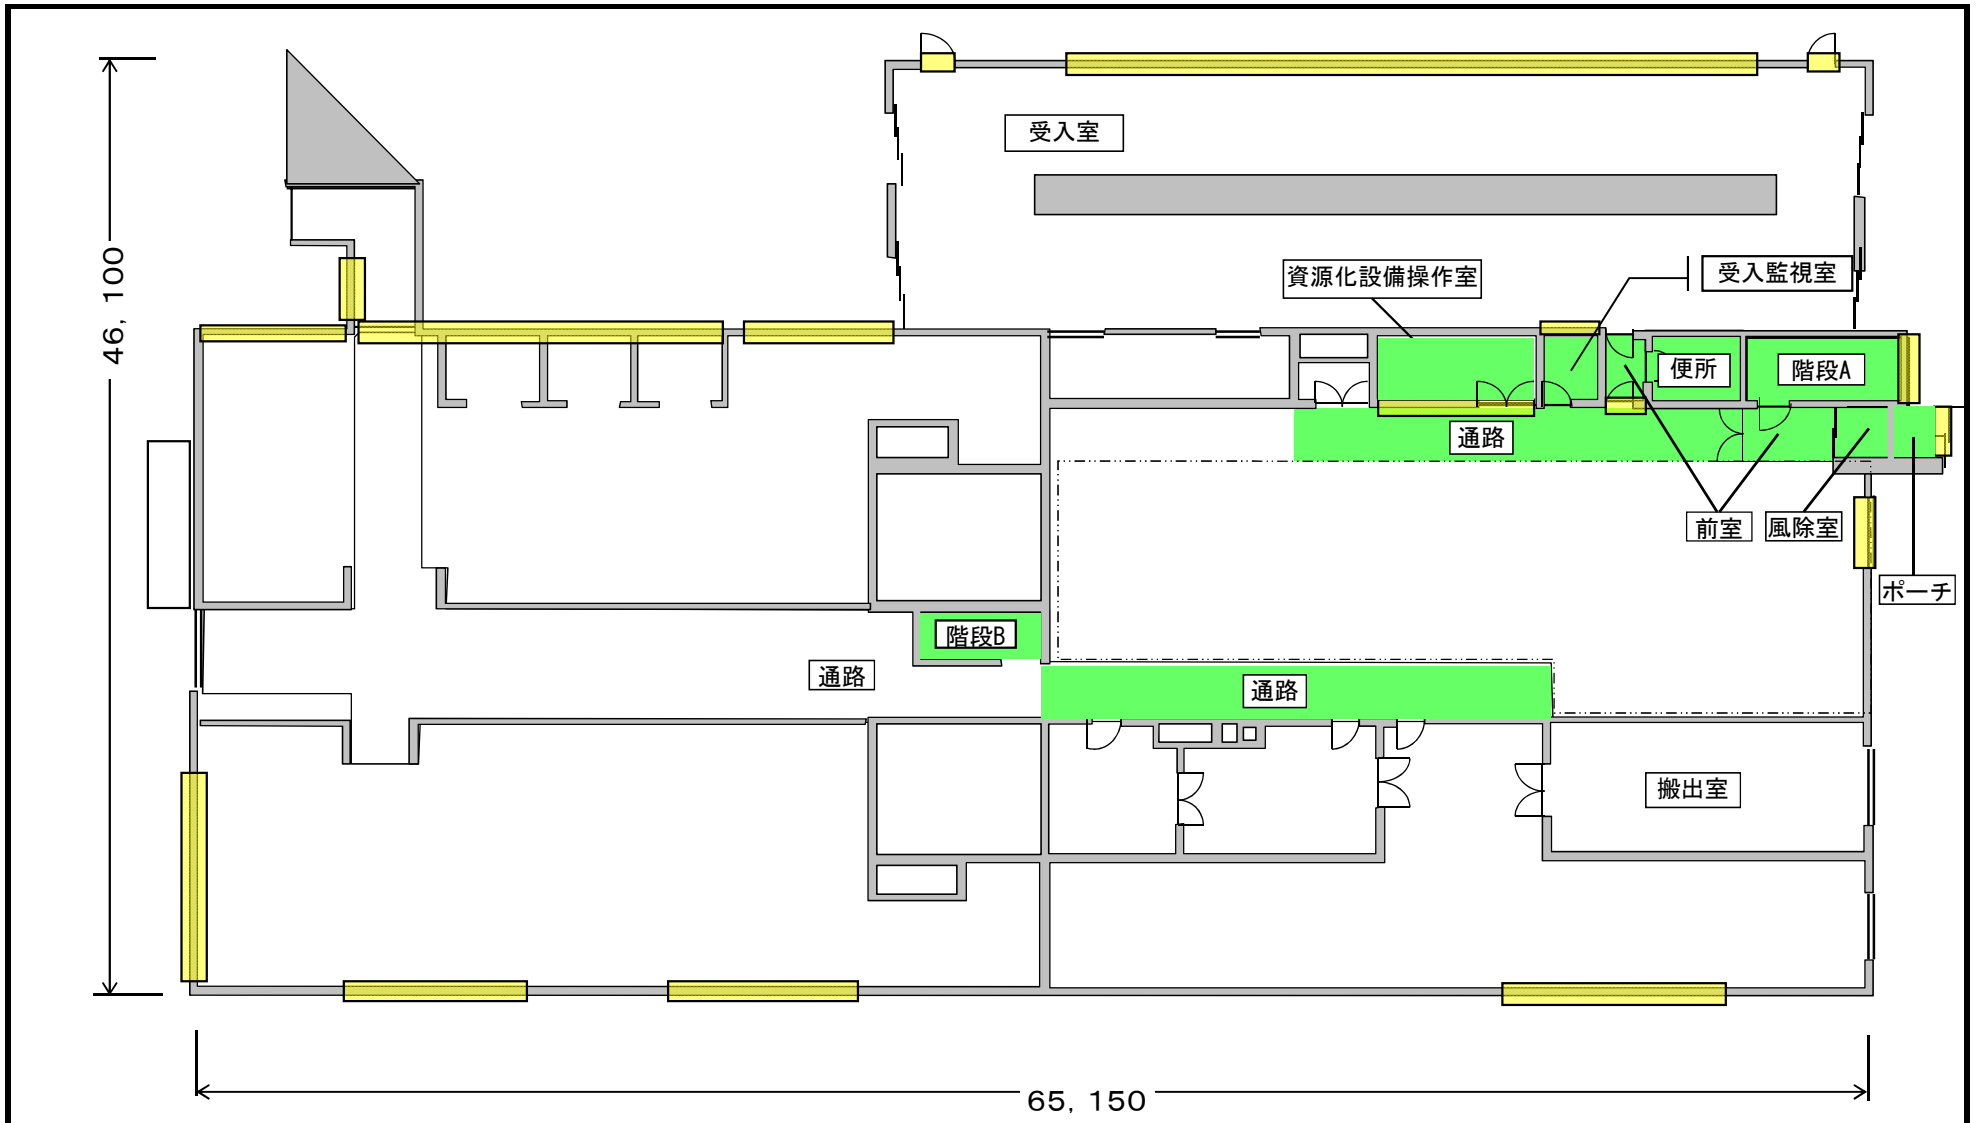 受入室
46, 100
資源化設備操作室
受入監視室
便所
階段A
通路
前室
風除室
ポーチ
階段B
通路
通路
搬出室
65, 150